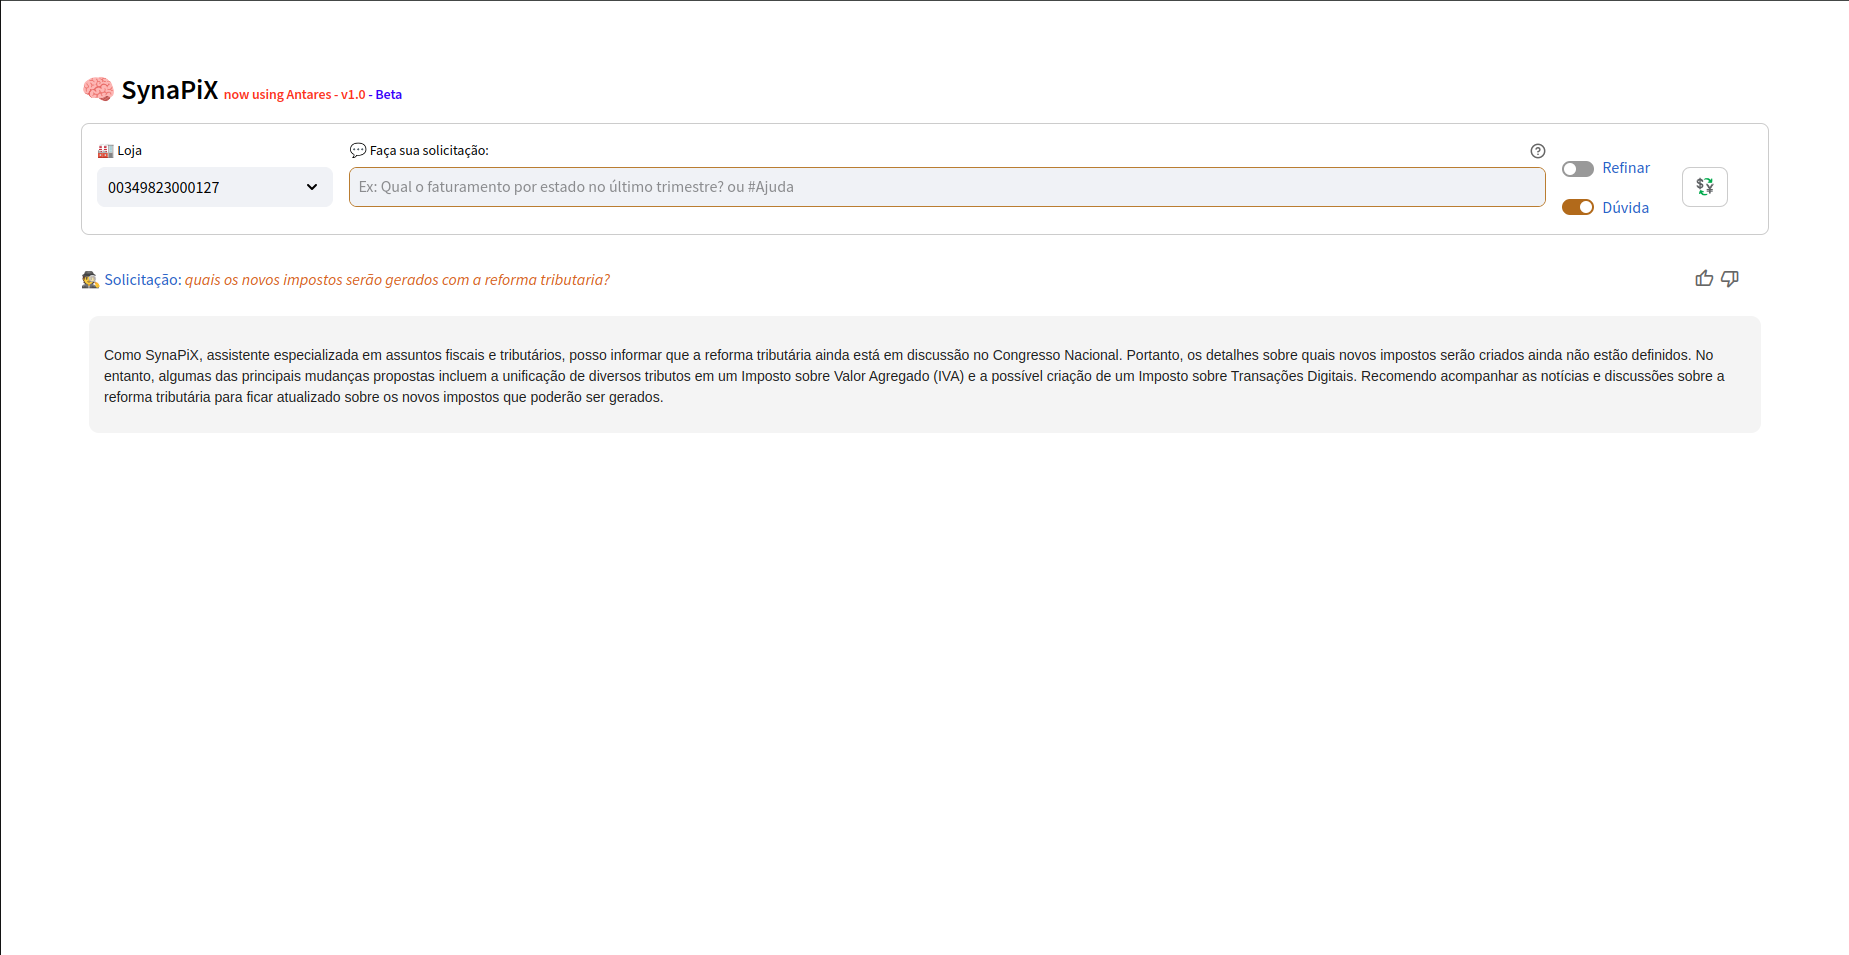 SynaPiX now using Antares - v1.0 - Beta
Loja
Faça sua solicitação:
00349823000127
Ex: Qual o faturamento por estado no último trimestre? ou #Ajuda
Refinar
Dúvida
Solicitação: quais os novos impostos serão gerados com a reforma tributaria?
Como SynaPiX, assistente especializada em assuntos fiscais e tributários, posso informar que a reforma tributária ainda está em discussão no Congresso Nacional. Portanto, os detalhes sobre quais novos impostos serão criados ainda não estão definidos. No
entanto, algumas das principais mudanças propostas incluem a unificação de diversos tributos em um Imposto sobre Valor Agregado (IVA) e a possível criação de um Imposto sobre Transações Digitais. Recomendo acompanhar as notícias e discussões sobre a
reforma tributária para ficar atualizado sobre os novos impostos que poderão ser gerados.